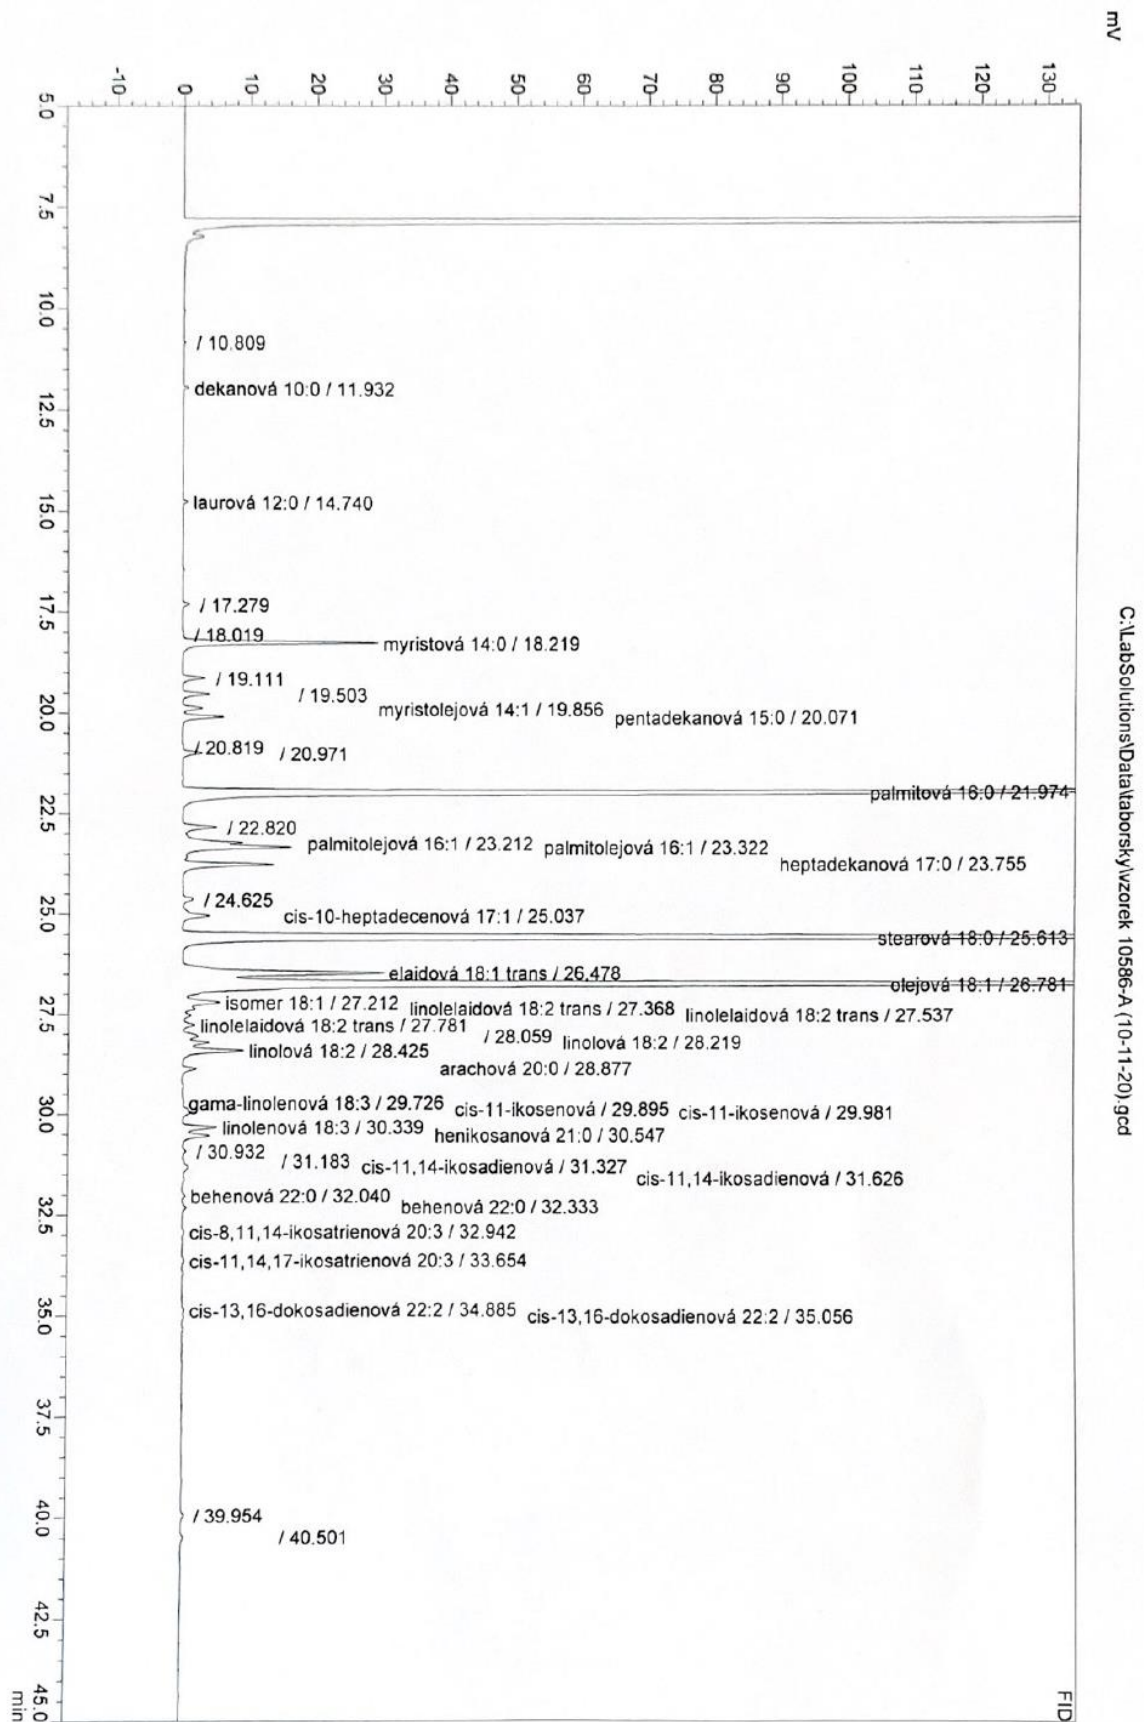 C:\LabSolutions\Data\taborsky\vzorek 10586-A (10-11-20).gcd
mV
FID
130
120
110
100
90
80
70
60
50
40
30
20
10
0
-10
/ 10.809
dekanová 10:0 / 11.932
laurová 12:0 / 14.740
/ 17.279
/ 18.019
myristová 14:0 / 18.219
/ 19.111
/ 19.503
myristolejová 14:1 / 19.856
pentadekanová 15:0 / 20.071
/ 20.819
/ 20.971
palmitová 16:0 / 21.974
/ 22.820
palmitolejová 16:1 / 23.212
palmitolejová 16:1 / 23.322
heptadekanová 17:0 / 23.755
/ 24.625
cis-10-heptadecenová 17:1 / 25.037
stearová 18:0 / 25.613
elaidová 18:1 trans / 26.478
olejová 18:1 / 26.781
isomer 18:1 / 27.212
linolelaidová 18:2 trans / 27.368
linolelaidová 18:2 trans / 27.537
linolelaidová 18:2 trans / 27.781
/ 28.059
linolová 18:2 / 28.219
linolová 18:2 / 28.425
arachová 20:0 / 28.877
gama-linolenová 18:3 / 29.726
cis-11-ikosenová / 29.895
cis-11-ikosenová / 29.981
linolenová 18:3 / 30.339
henikosanová 21:0 / 30.547
/ 30.932
/ 31.183
cis-11,14-ikosadienová / 31.327
cis-11,14-ikosadienová / 31.626
behenová 22:0 / 32.040
behenová 22:0 / 32.333
cis-8,11,14-ikosatrienová 20:3 / 32.942
cis-11,14,17-ikosatrienová 20:3 / 33.654
cis-13,16-dokosadienová 22:2 / 34.885
cis-13,16-dokosadienová 22:2 / 35.056
/ 39.954
/ 40.501
5.0
7.5
10.0
12.5
15.0
17.5
20.0
22.5
25.0
27.5
30.0
32.5
35.0
37.5
40.0
42.5
45.0
min